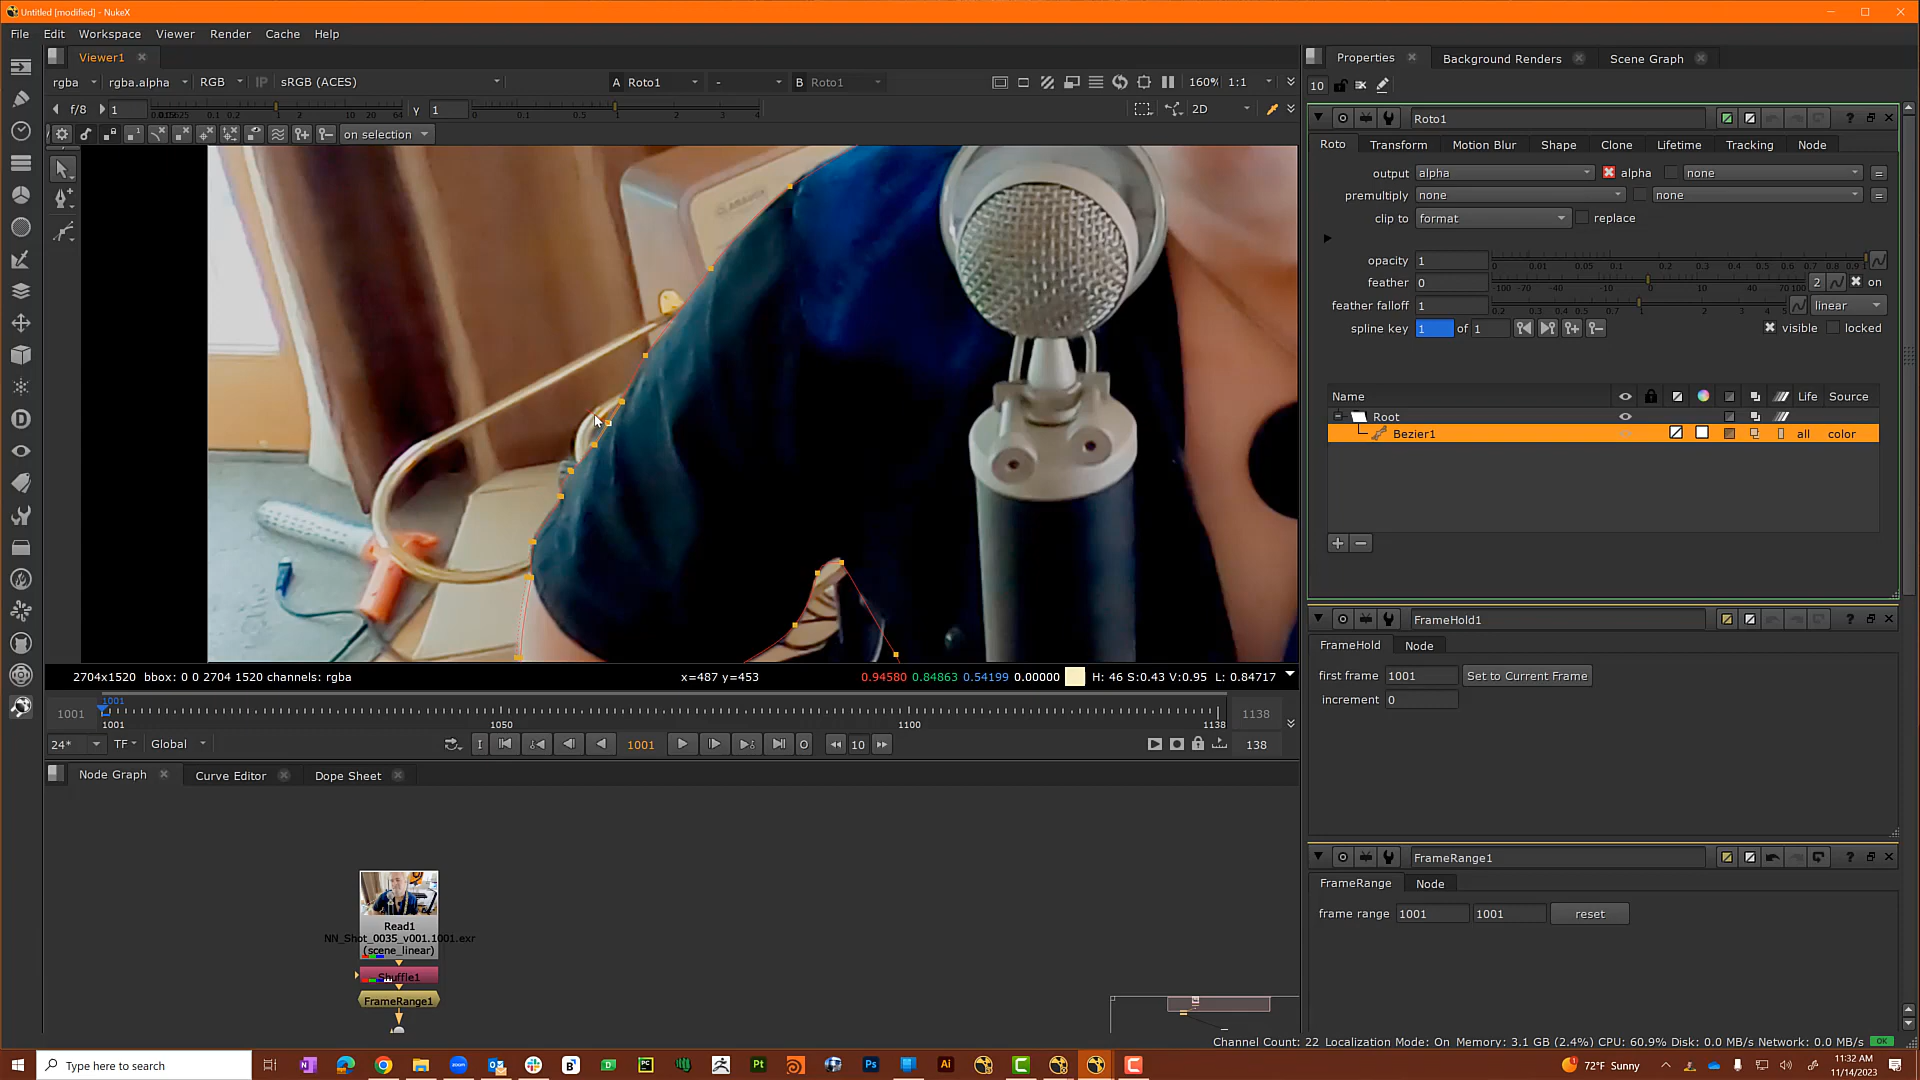 Untitled [modified] - NukeX
File Edit Workspace Viewer Render Cache Help
Viewer1
rgba rgba.alpha RGB IP sRGB (ACES) A Roto1 - B Roto1 160% 1:1
f/8 1 γ 1 2D
on selection
2704x1520 bbox: 0 0 2704 1520 channels: rgba x=487 y=453 0.94580 0.84863 0.54199 0.00000 H: 46 S:0.43 V:0.95 L: 0.84717
1001
1001 1138
1001 1050 1100 1138
24* TF Global 1001 10 138
Node Graph Curve Editor Dope Sheet
Read1
NN_Shot_0035_v001.1001.exr
(scene_linear)
Shuffle1
FrameRange1
Properties Background Renders Scene Graph
10
Roto1
Roto Transform Motion Blur Shape Clone Lifetime Tracking Node
output alpha alpha none =
premultiply none none =
clip to format replace
opacity 1
feather 0 2 on
feather falloff 1 linear
spline key 1 of 1 visible locked
Name Life Source
Root
Bezier1 all color
FrameHold1
FrameHold Node
first frame 1001 Set to Current Frame
increment 0
FrameRange1
FrameRange Node
frame range 1001 1001 reset
Channel Count: 22 Localization Mode: On Memory: 3.1 GB (2.4%) CPU: 60.9% Disk: 0.0 MB/s Network: 0.0 MB/s OK
Type here to search 72°F Sunny 11:32 AM
11/14/2023